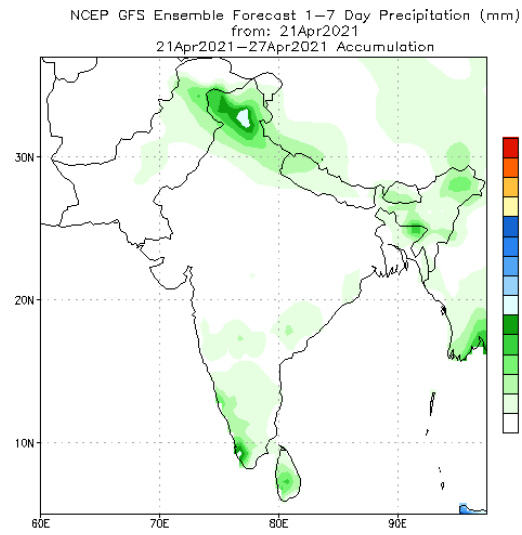 NCEP GFS Ensemble Forecast 1–7 Day Precipitation (mm)
from: 21Apr2021
21Apr2021–27Apr2021 Accumulation
30N
20N
10N
60E 70E 80E 90E